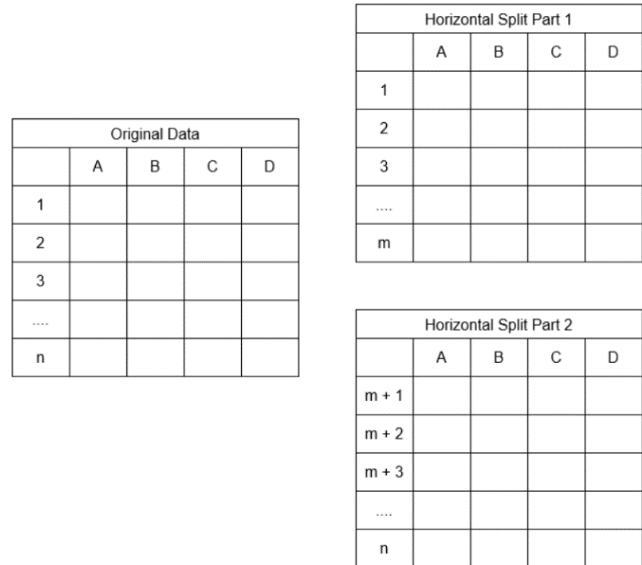 Original Data
A B C D
1
2
3
....
n
Horizontal Split Part 1
A B C D
1
2
3
....
m
Horizontal Split Part 2
A B C D
m + 1
m + 2
m + 3
....
n